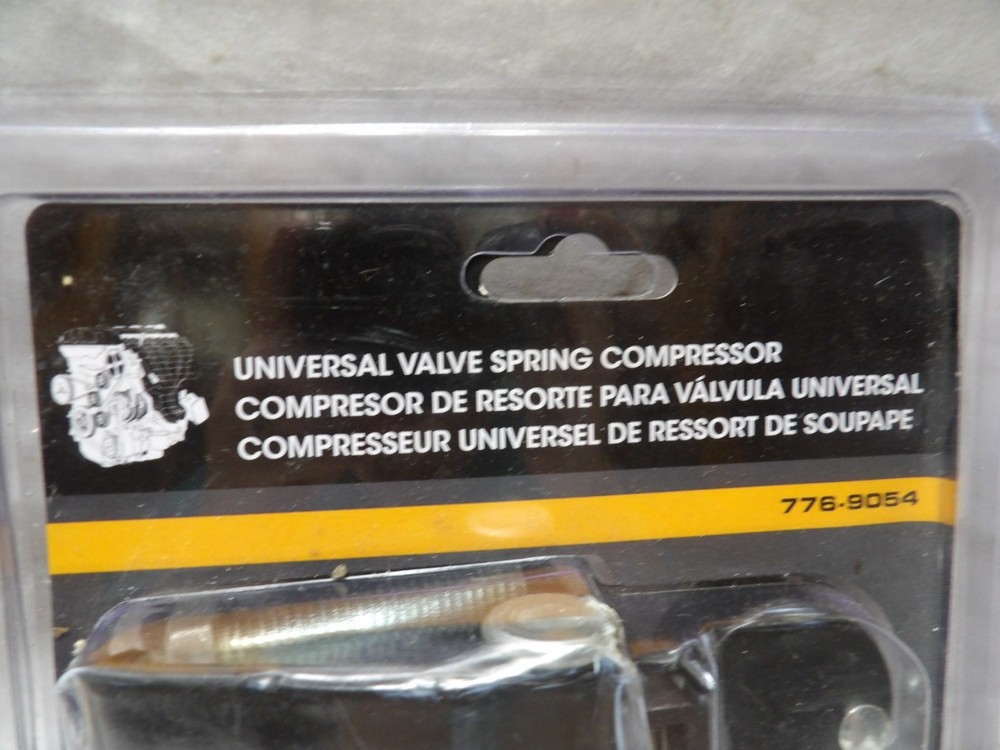 UNIVERSAL VALVE SPRING COMPRESSOR
COMPRESOR DE RESORTE PARA VÁLVULA UNIVERSAL
COMPRESSEUR UNIVERSEL DE RESSORT DE SOUPAPE
776-9054